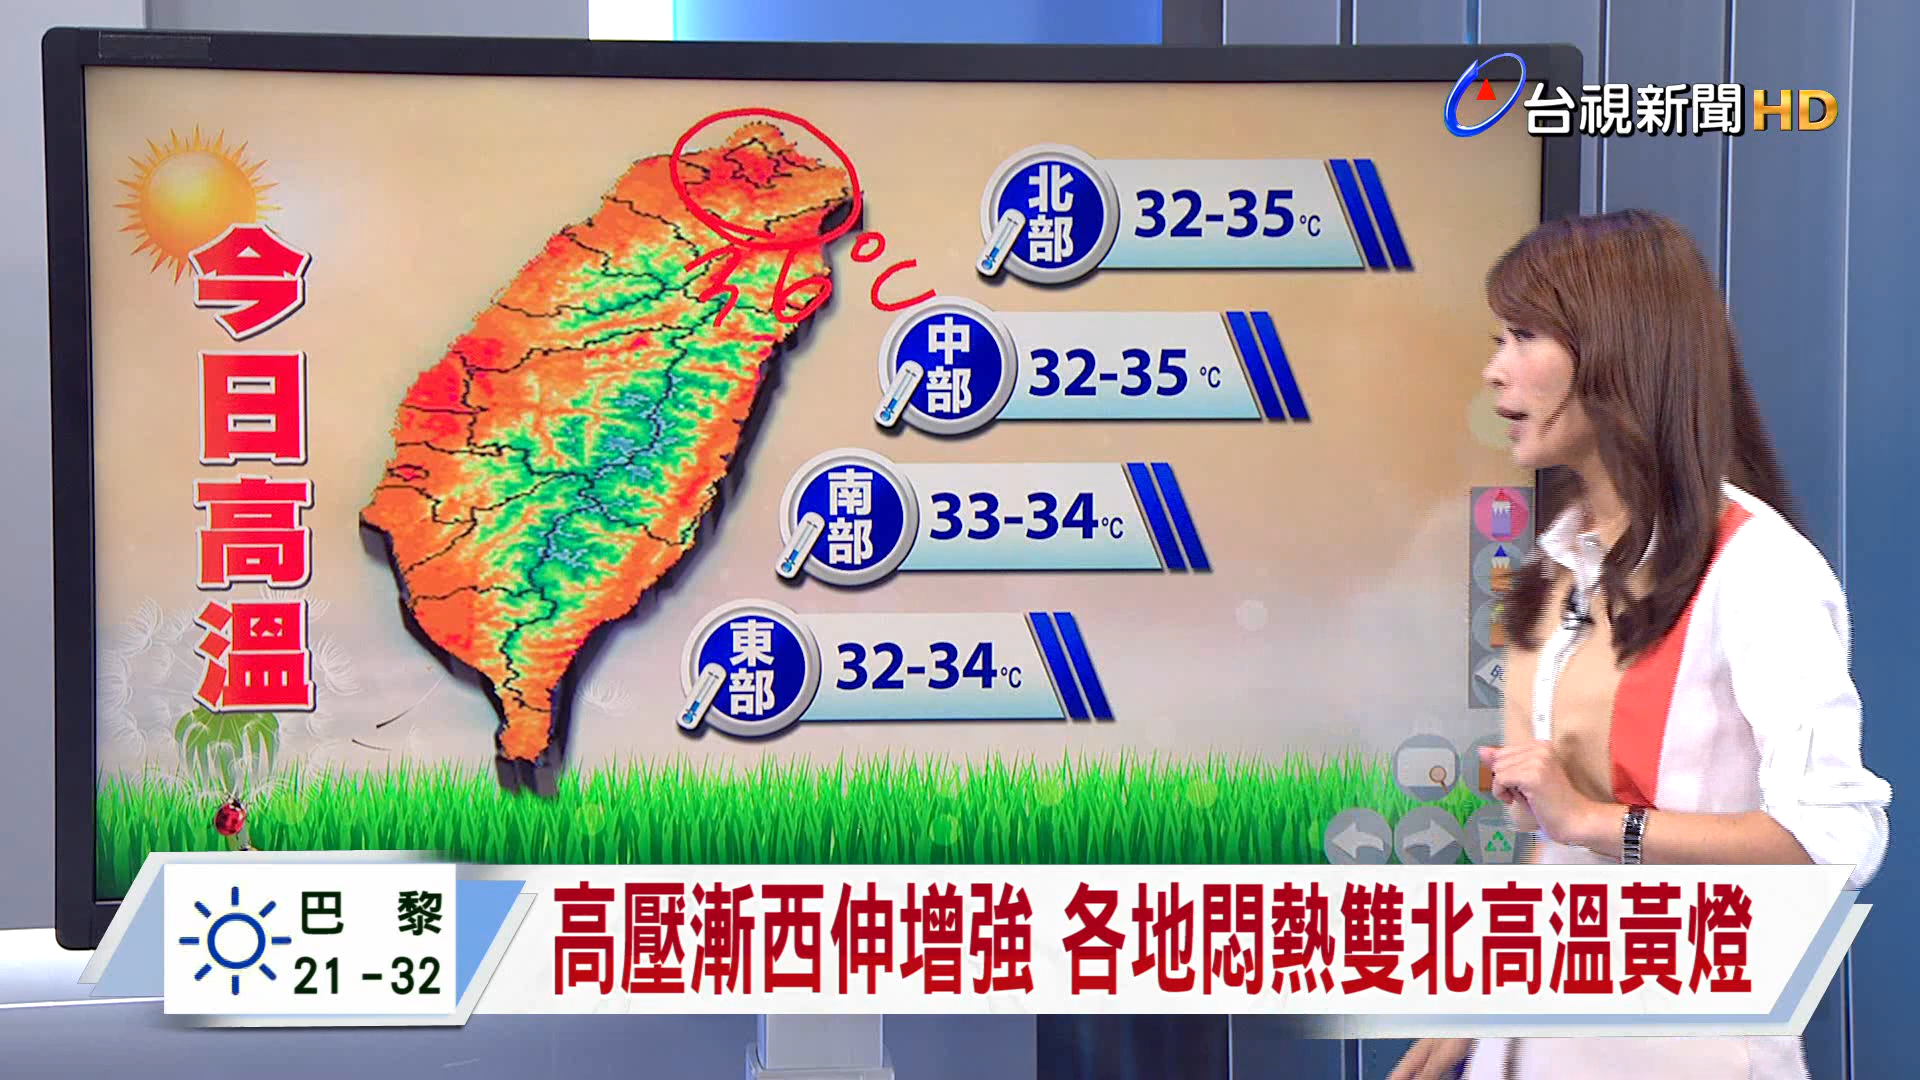 台視新聞HD
今日高溫
36°C
北部 32-35°C
中部 32-35°C
南部 33-34°C
東部 32-34°C
巴黎
21-32
高壓漸西伸增強 各地悶熱雙北高溫黃燈